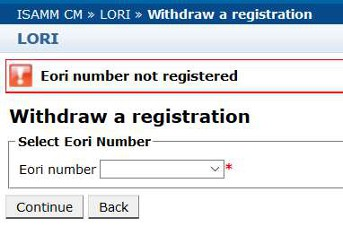 ISAMM CM » LORI » Withdraw a registration
LORI
Eori number not registered
Withdraw a registration
Select Eori Number
Eori number *
Continue Back